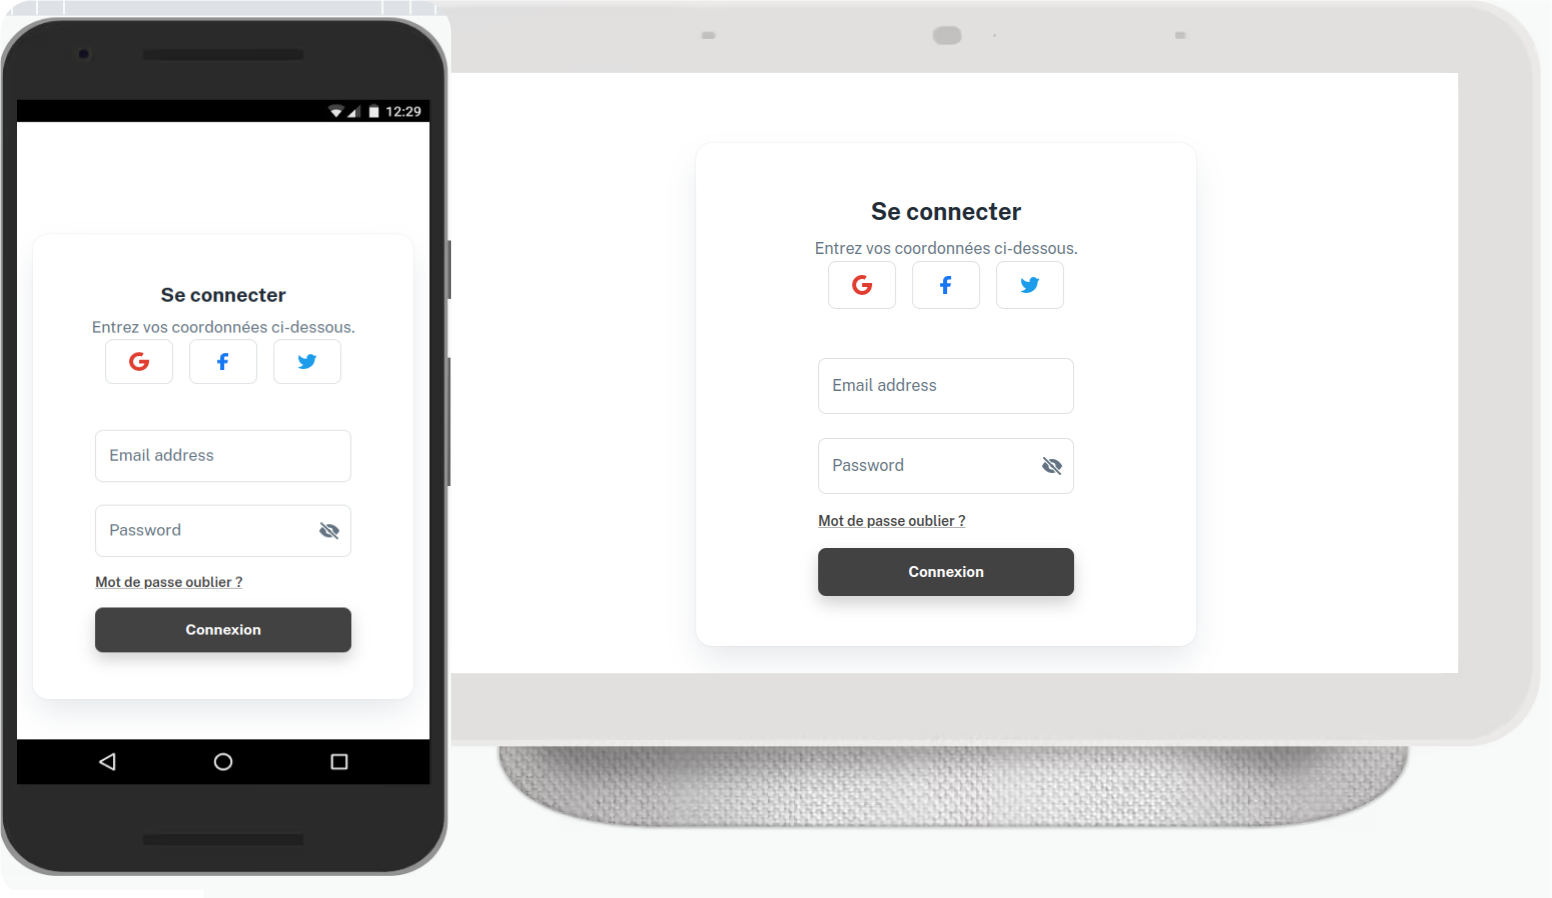 12:29
Se connecter
Entrez vos coordonnées ci-dessous.
Email address
Password
Mot de passe oublier ?
Connexion
Se connecter
Entrez vos coordonnées ci-dessous.
Email address
Password
Mot de passe oublier ?
Connexion